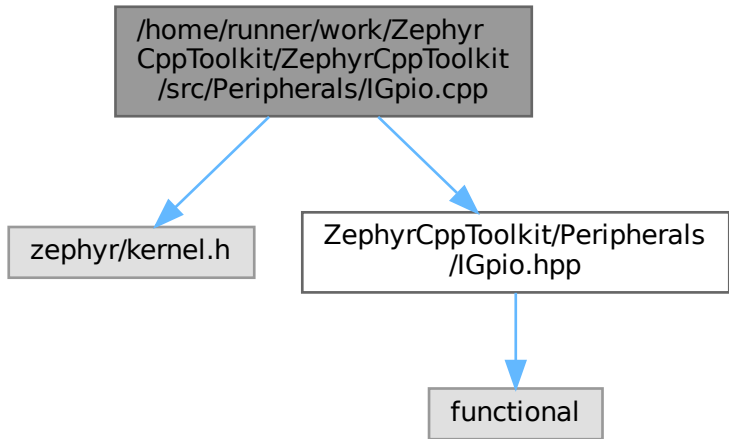 /home/runner/work/Zephyr
CppToolkit/ZephyrCppToolkit
/src/Peripherals/IGpio.cpp
zephyr/kernel.h
ZephyrCppToolkit/Peripherals
/IGpio.hpp
functional